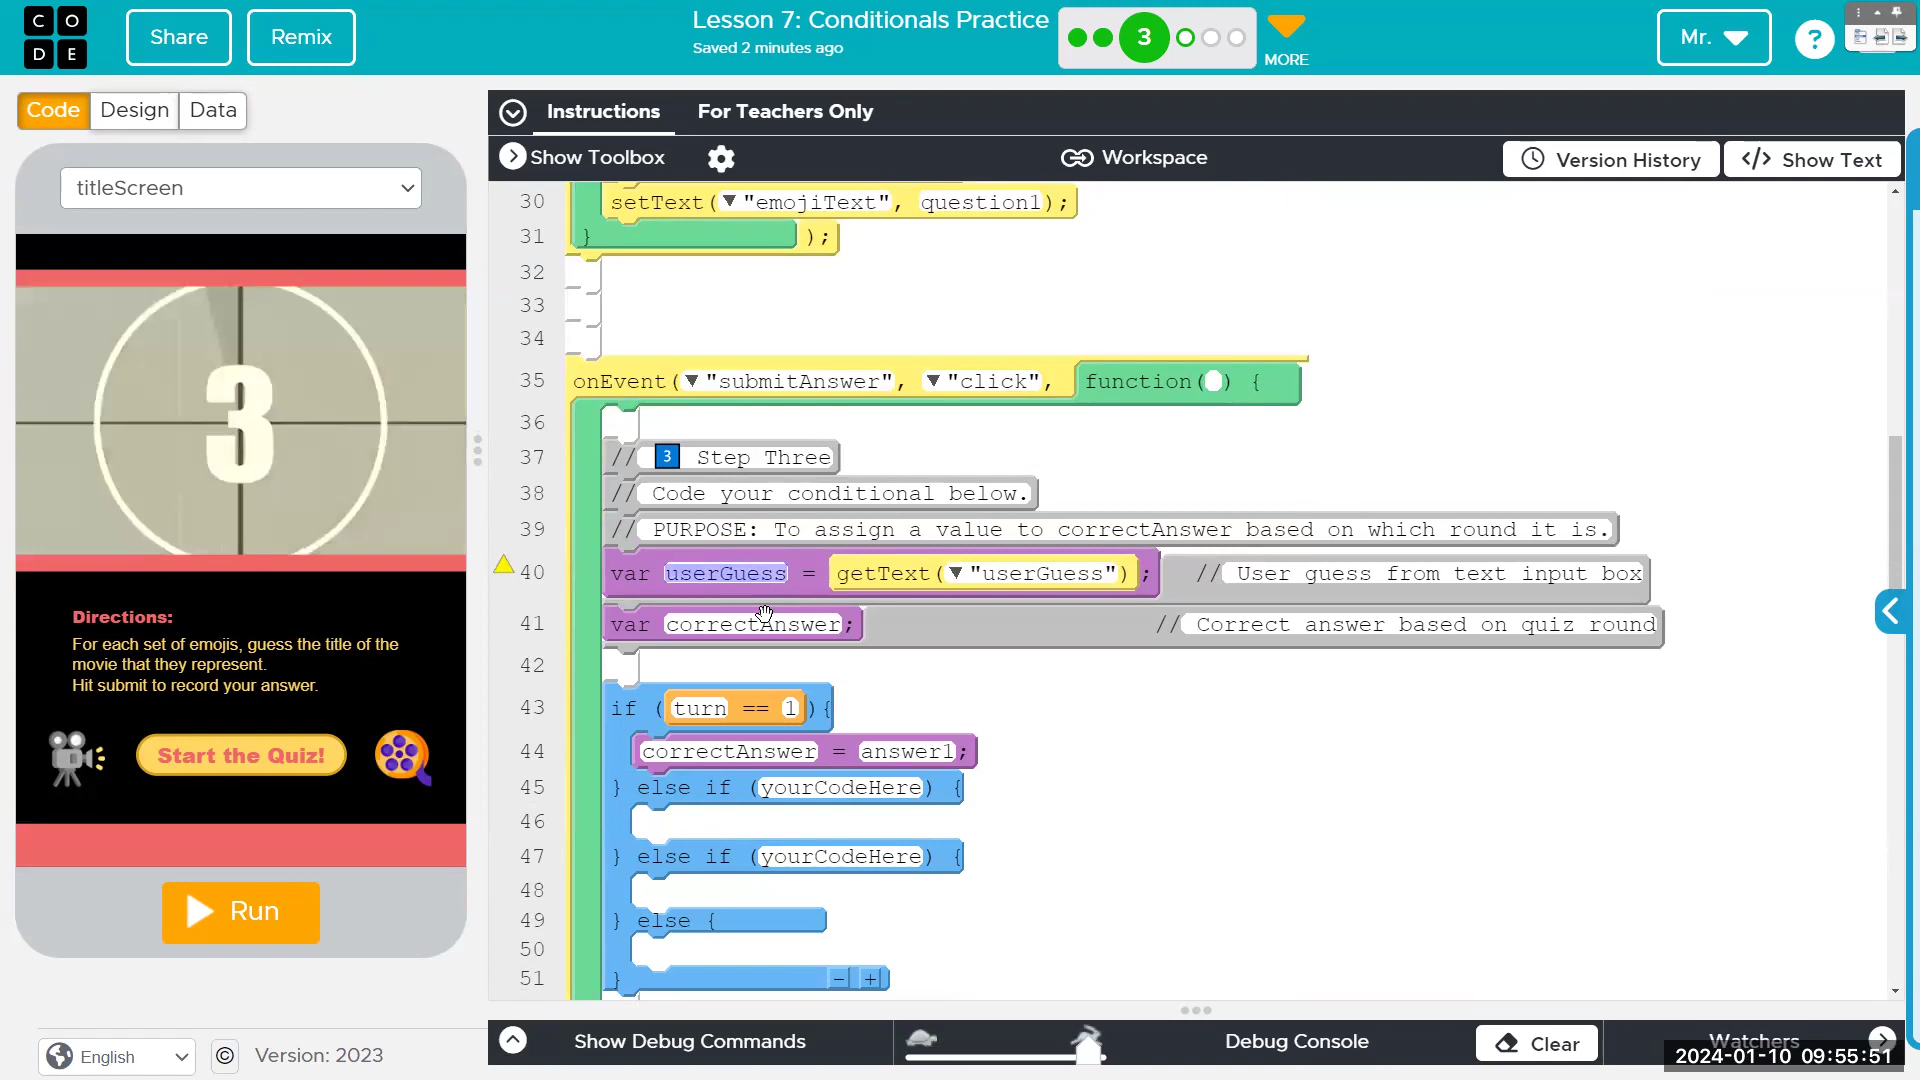 CODE
Share
Remix
Lesson 7: Conditionals Practice
Saved 2 minutes ago
3
MORE
Mr.
?
Code
Design
Data
Instructions
For Teachers Only
Show Toolbox
Workspace
Version History
</> Show Text
titleScreen
3
Directions:
For each set of emojis, guess the title of the
movie that they represent.
Hit submit to record your answer.
Start the Quiz!
Run
English
© Version: 2023
30 setText("emojiText", question1);
31 } );
32
33
34
35 onEvent("submitAnswer", "click", function() {
36
37 // 3 Step Three
38 // Code your conditional below.
39 // PURPOSE: To assign a value to correctAnswer based on which round it is.
40 var userGuess = getText("userGuess"); // User guess from text input box
41 var correctAnswer; // Correct answer based on quiz round
42
43 if (turn == 1){
44 correctAnswer = answer1;
45 } else if (yourCodeHere) {
46
47 } else if (yourCodeHere) {
48
49 } else {
50
51 } - +
Show Debug Commands
Debug Console
Clear
Watchers
2024-01-10 09:55:51